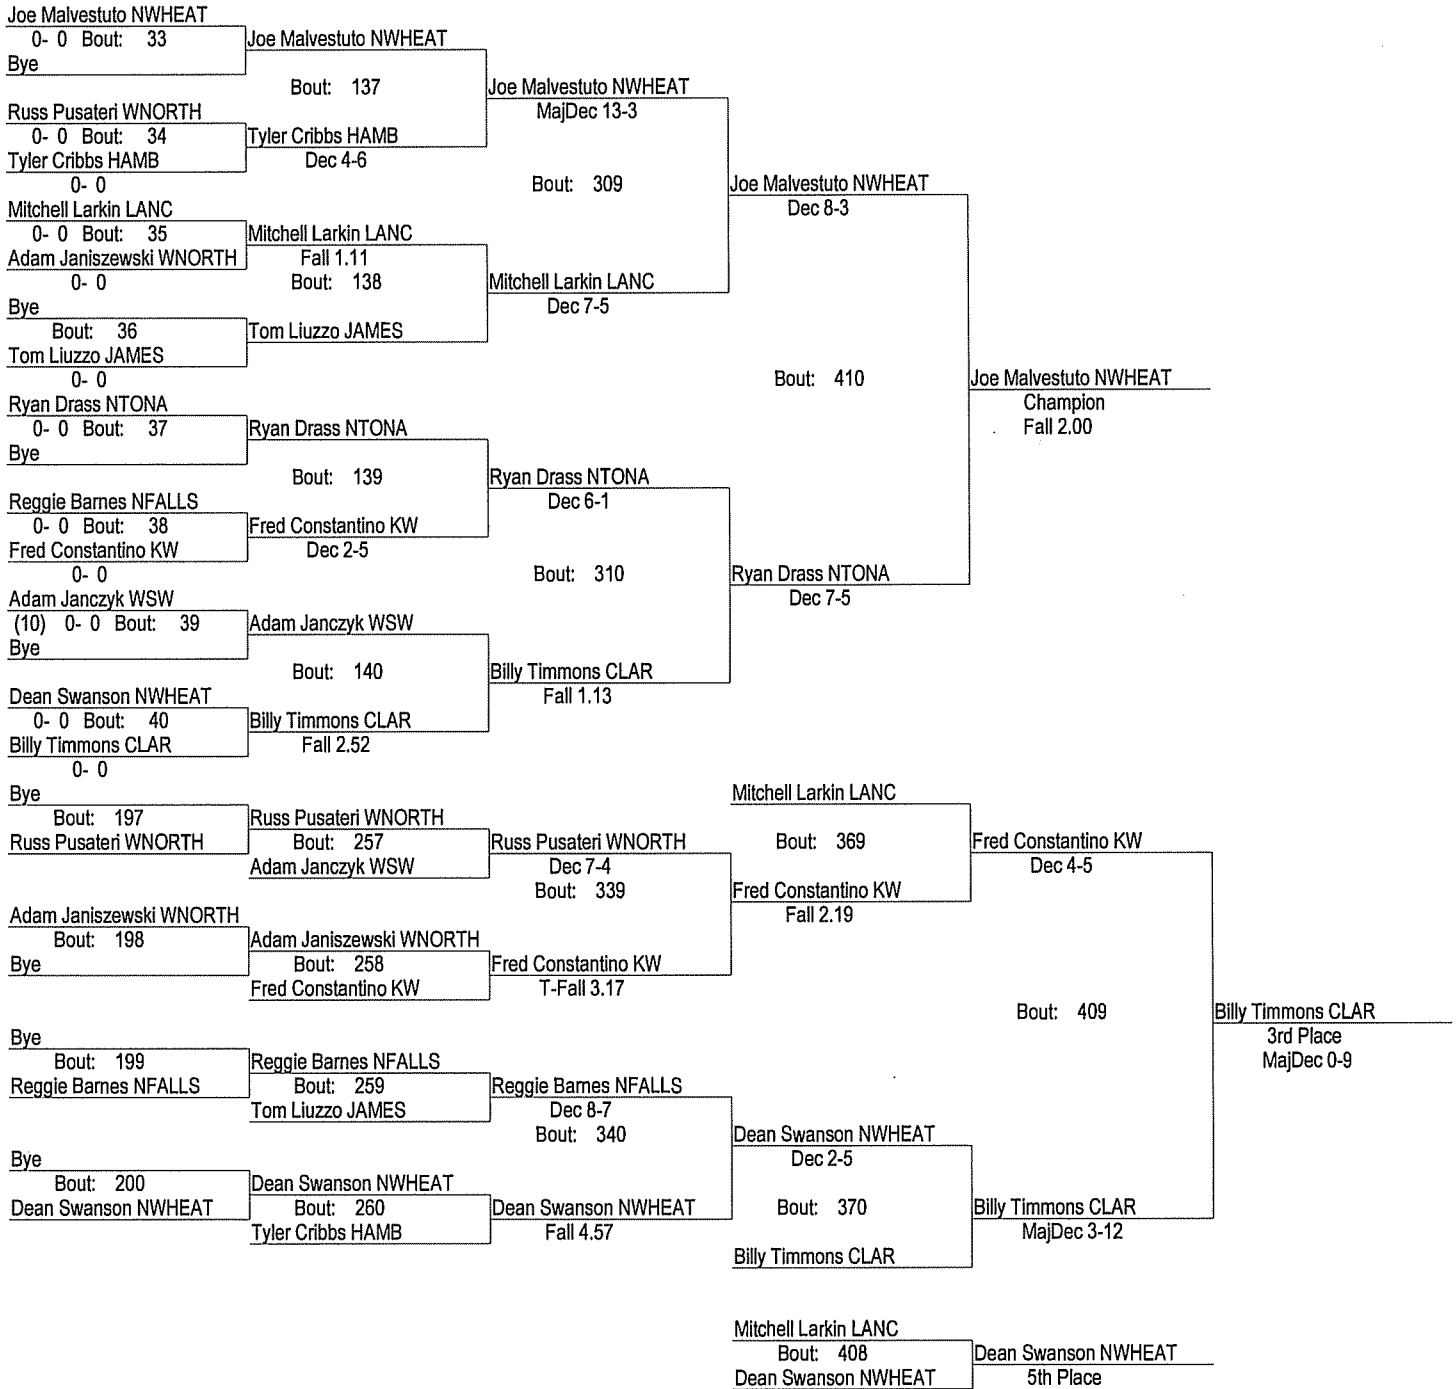 Joe Malvestuto NWHEAT
0- 0 Bout: 33
Bye
Joe Malvestuto NWHEAT
Bout: 137
Russ Pusateri WNORTH
0- 0 Bout: 34
Tyler Cribbs HAMB
0- 0
Tyler Cribbs HAMB
Dec 4-6
Joe Malvestuto NWHEAT
MajDec 13-3
Bout: 309
Mitchell Larkin LANC
0- 0 Bout: 35
Adam Janiszewski WNORTH
0- 0
Mitchell Larkin LANC
Fall 1.11
Bout: 138
Bye
Bout: 36
Tom Liuzzo JAMES
0- 0
Tom Liuzzo JAMES
Mitchell Larkin LANC
Dec 7-5
Joe Malvestuto NWHEAT
Dec 8-3
Bout: 410
Joe Malvestuto NWHEAT
Champion
Fall 2.00
Ryan Drass NTONA
0- 0 Bout: 37
Bye
Ryan Drass NTONA
Bout: 139
Reggie Barnes NFALLS
0- 0 Bout: 38
Fred Constantino KW
0- 0
Fred Constantino KW
Dec 2-5
Ryan Drass NTONA
Dec 6-1
Bout: 310
Adam Janczyk WSW
(10) 0- 0 Bout: 39
Bye
Adam Janczyk WSW
Bout: 140
Dean Swanson NWHEAT
0- 0 Bout: 40
Billy Timmons CLAR
0- 0
Billy Timmons CLAR
Fall 2.52
Billy Timmons CLAR
Fall 1.13
Ryan Drass NTONA
Dec 7-5
Bye
Bout: 197
Russ Pusateri WNORTH
Russ Pusateri WNORTH
Bout: 257
Adam Janczyk WSW
Russ Pusateri WNORTH
Dec 7-4
Bout: 339
Adam Janiszewski WNORTH
Bout: 198
Bye
Adam Janiszewski WNORTH
Bout: 258
Fred Constantino KW
Fred Constantino KW
T-Fall 3.17
Mitchell Larkin LANC
Bout: 369
Fred Constantino KW
Fall 2.19
Fred Constantino KW
Dec 4-5
Bout: 409
Billy Timmons CLAR
3rd Place
MajDec 0-9
Bye
Bout: 199
Reggie Barnes NFALLS
Reggie Barnes NFALLS
Bout: 259
Tom Liuzzo JAMES
Reggie Barnes NFALLS
Dec 8-7
Bout: 340
Bye
Bout: 200
Dean Swanson NWHEAT
Dean Swanson NWHEAT
Bout: 260
Tyler Cribbs HAMB
Dean Swanson NWHEAT
Fall 4.57
Dean Swanson NWHEAT
Dec 2-5
Bout: 370
Billy Timmons CLAR
Billy Timmons CLAR
MajDec 3-12
Mitchell Larkin LANC
Bout: 408
Dean Swanson NWHEAT
Dean Swanson NWHEAT
5th Place